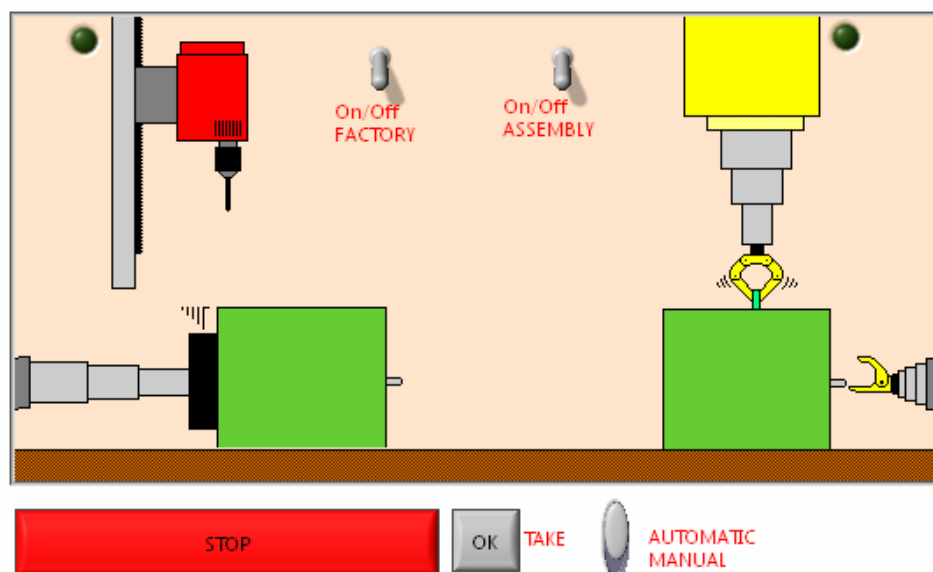 On/Off
FACTORY
On/Off
ASSEMBLY
STOP
OK
TAKE
AUTOMATIC
MANUAL